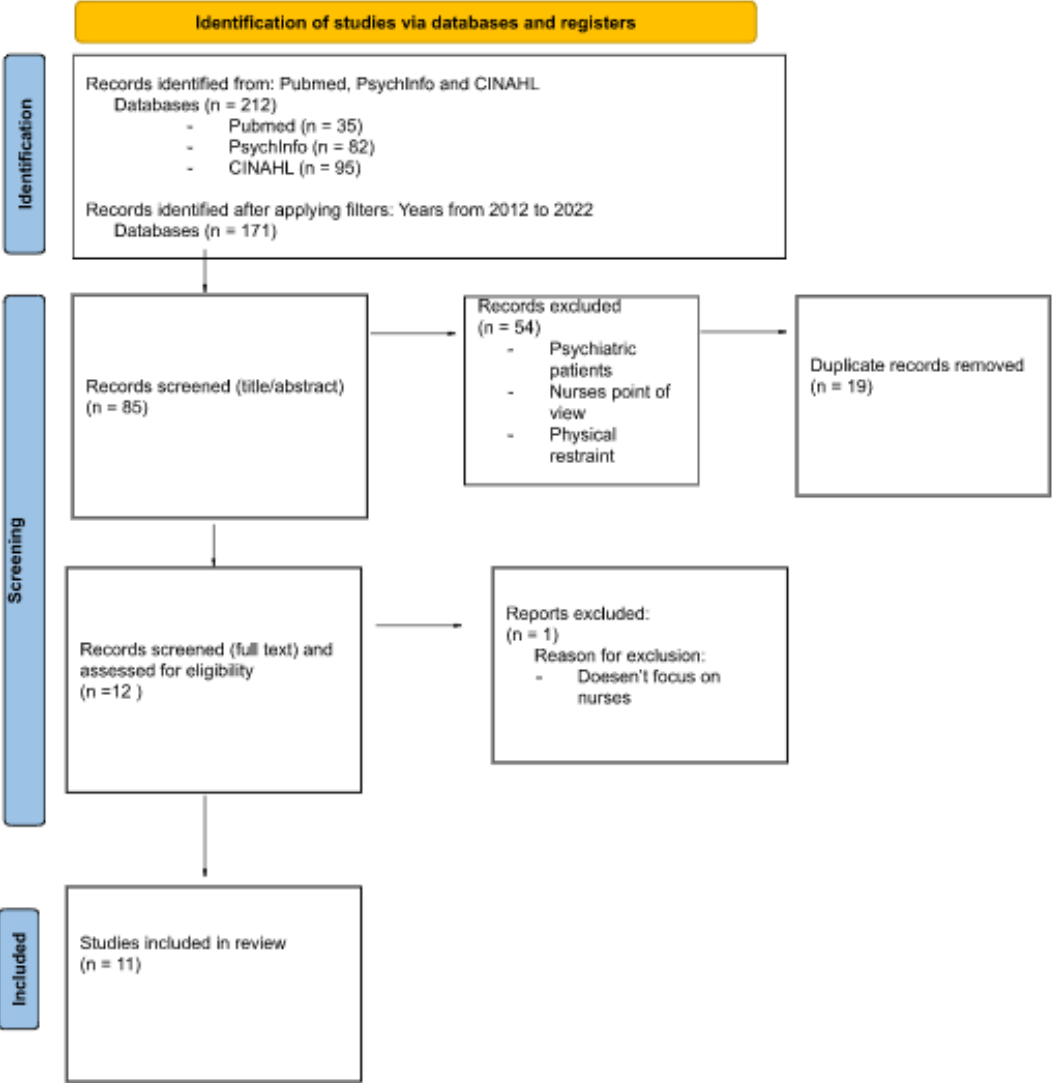 Identification of studies via databases and registers
Identification
Records identified from: Pubmed, PsychInfo and CINAHL
Databases (n = 212)
- Pubmed (n = 35)
- PsychInfo (n = 82)
- CINAHL (n = 95)
Records identified after applying filters: Years from 2012 to 2022
Databases (n = 171)
Screening
Records screened (title/abstract)
(n = 85)
Records excluded
(n = 54)
- Psychiatric
patients
- Nurses point of
view
- Physical
restraint
Duplicate records removed
(n = 19)
Records screened (full text) and
assessed for eligibility
(n =12 )
Reports excluded:
(n = 1)
Reason for exclusion:
- Doesen't focus on
nurses
Included
Studies included in review
(n = 11)